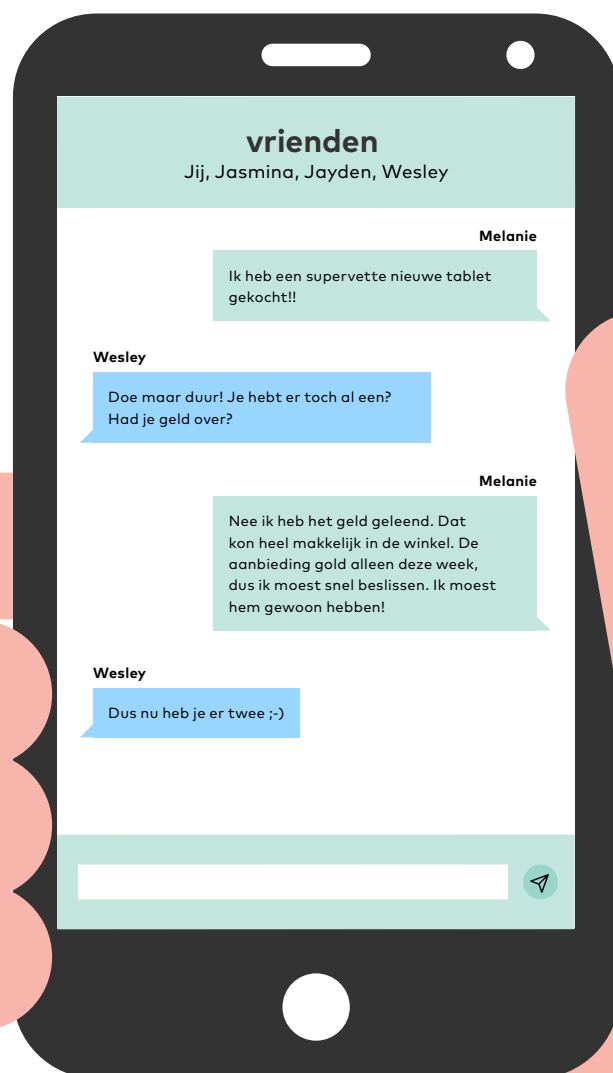 vrienden
Jij, Jasmina, Jayden, Wesley
Melanie
Ik heb een supervette nieuwe tablet
gekocht!!
Wesley
Doe maar duur! Je hebt er toch al een?
Had je geld over?
Melanie
Nee ik heb het geld geleend. Dat
kon heel makkelijk in de winkel. De
aanbieding gold alleen deze week,
dus ik moest snel beslissen. Ik moest
hem gewoon hebben!
Wesley
Dus nu heb je er twee ;-)